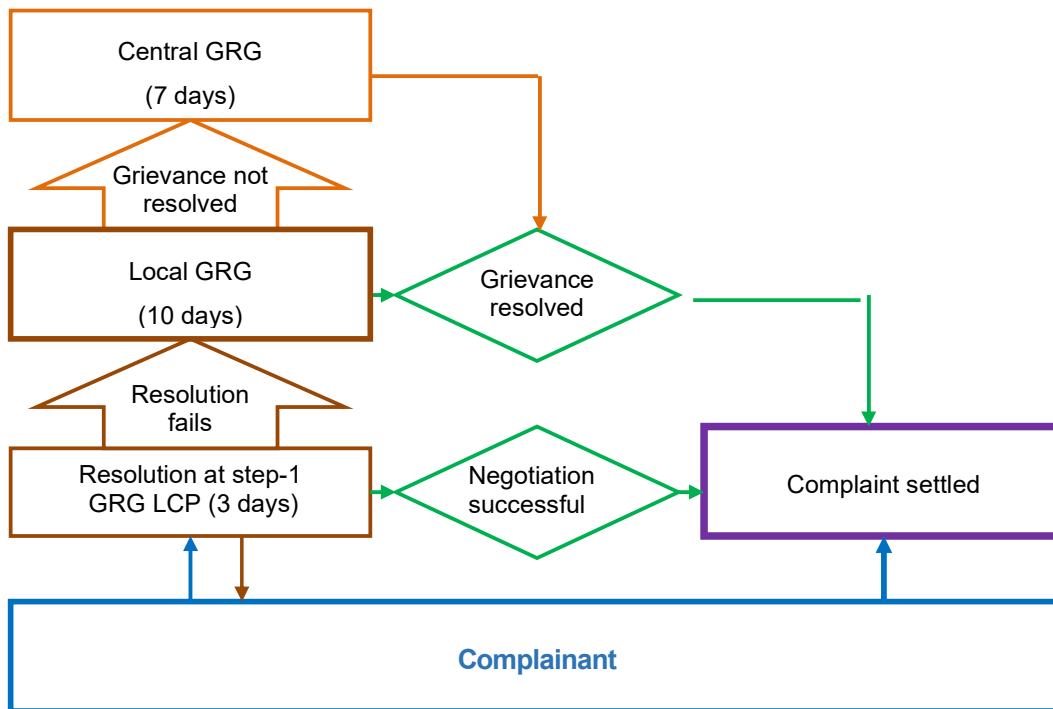 Central GRG
(7 days)
Grievance not
resolved
Local GRG
(10 days)
Grievance
resolved
Resolution
fails
Resolution at step-1
GRG LCP (3 days)
Negotiation
successful
Complaint settled
Complainant